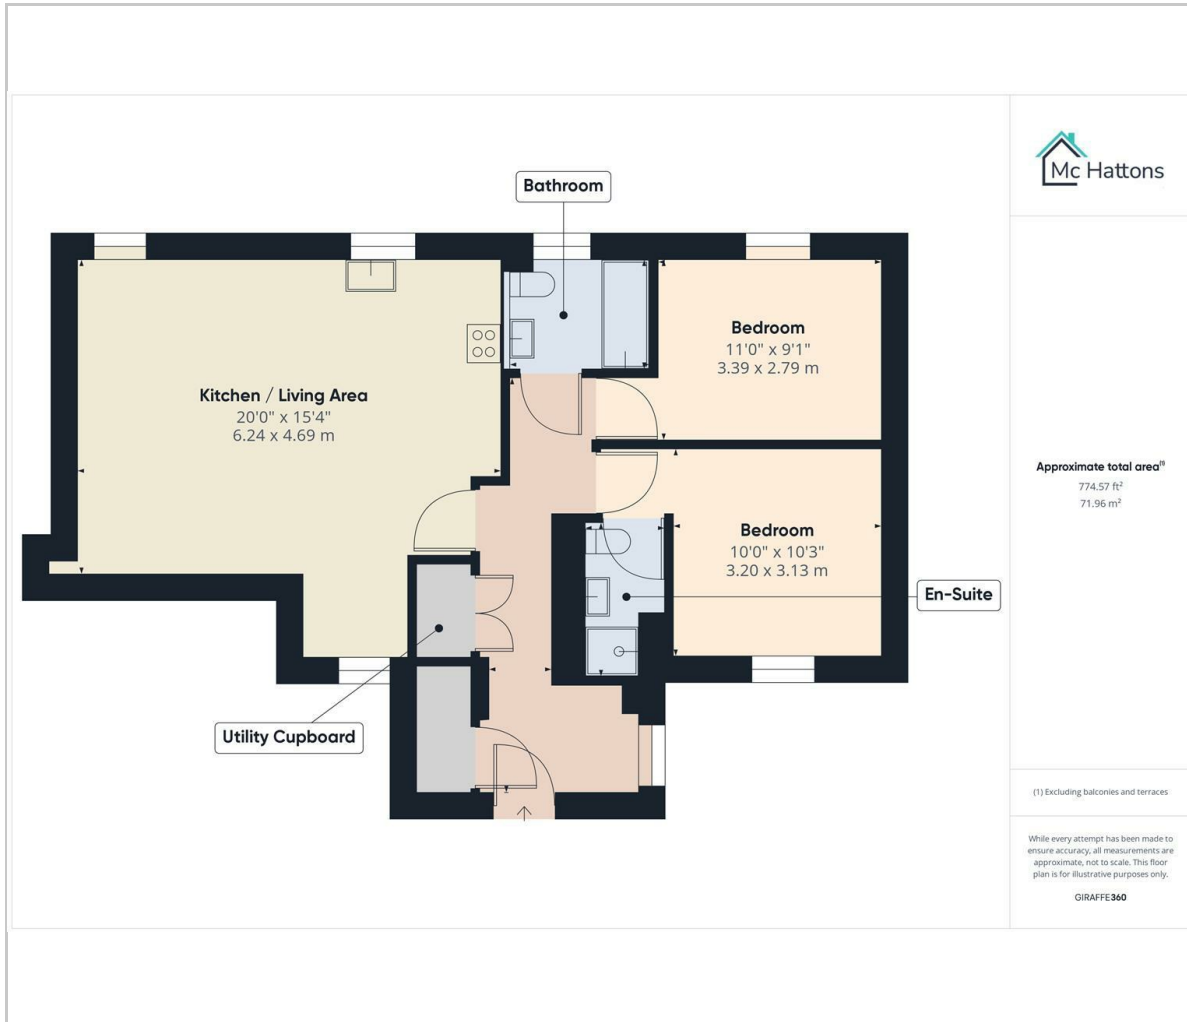 Mc Hattons
Bathroom
Bedroom
11'0" x 9'1"
3.39 x 2.79 m
Kitchen / Living Area
20'0" x 15'4"
6.24 x 4.69 m
Bedroom
10'0" x 10'3"
3.20 x 3.13 m
En-Suite
Utility Cupboard
Approximate total area⁽¹⁾
774.57 ft²
71.96 m²
(1) Excluding balconies and terraces
While every attempt has been made to
ensure accuracy, all measurements are
approximate, not to scale. This floor
plan is for illustrative purposes only.
GIRAFFE360